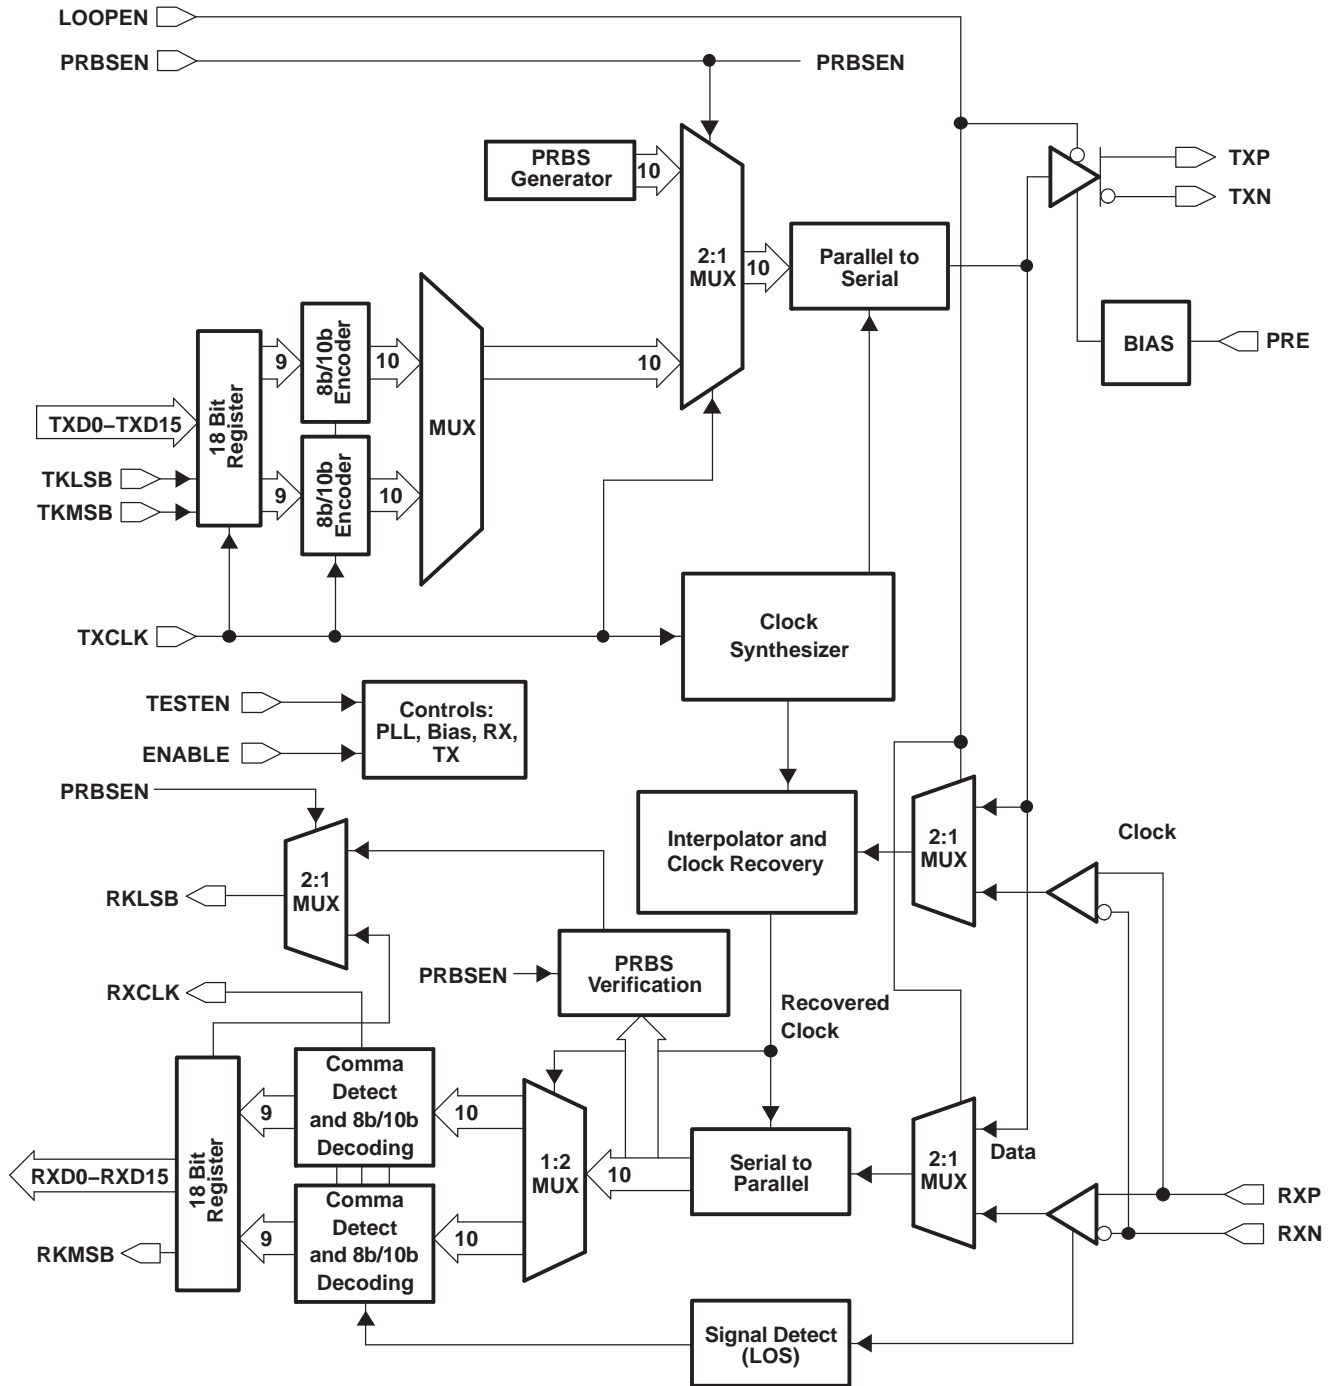 LOOPEN
PRBSEN
PRBSEN
PRBS
Generator
10
TXP
TXN
2:1
MUX
10
Parallel to
Serial
BIAS
PRE
18 Bit
Register
9
8b/10b
Encoder
10
10
TXD0–TXD15
MUX
TKLSB
TKMSB
9
8b/10b
Encoder
10
TXCLK
Clock
Synthesizer
TESTEN
ENABLE
Controls:
PLL, Bias, RX,
TX
PRBSEN
Interpolator and
Clock Recovery
2:1
MUX
Clock
RKLSB
2:1
MUX
PRBSEN
PRBS
Verification
RXCLK
Recovered
Clock
Comma
Detect
and 8b/10b
Decoding
9
10
1:2
MUX
10
Serial to
Parallel
2:1
MUX
Data
RXD0–RXD15
18 Bit
Register
RXP
RXN
RKMSB
9
Comma
Detect
and 8b/10b
Decoding
10
Signal Detect
(LOS)